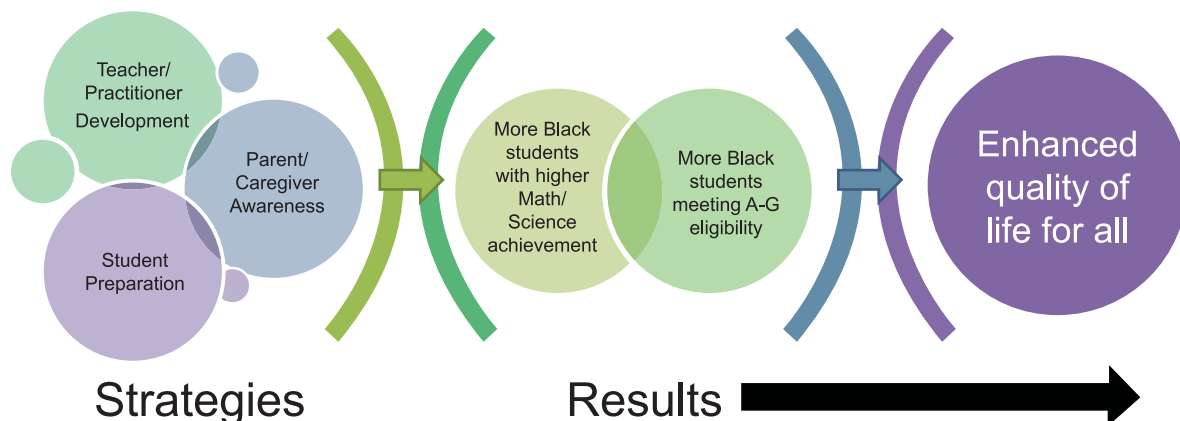 Teacher/
Practitioner
Development
Parent/
Caregiver
Awareness
Student
Preparation
More Black
students
with higher
Math/
Science
achievement
More Black
students
meeting A-G
eligibility
Enhanced
quality of
life for all
Strategies
Results